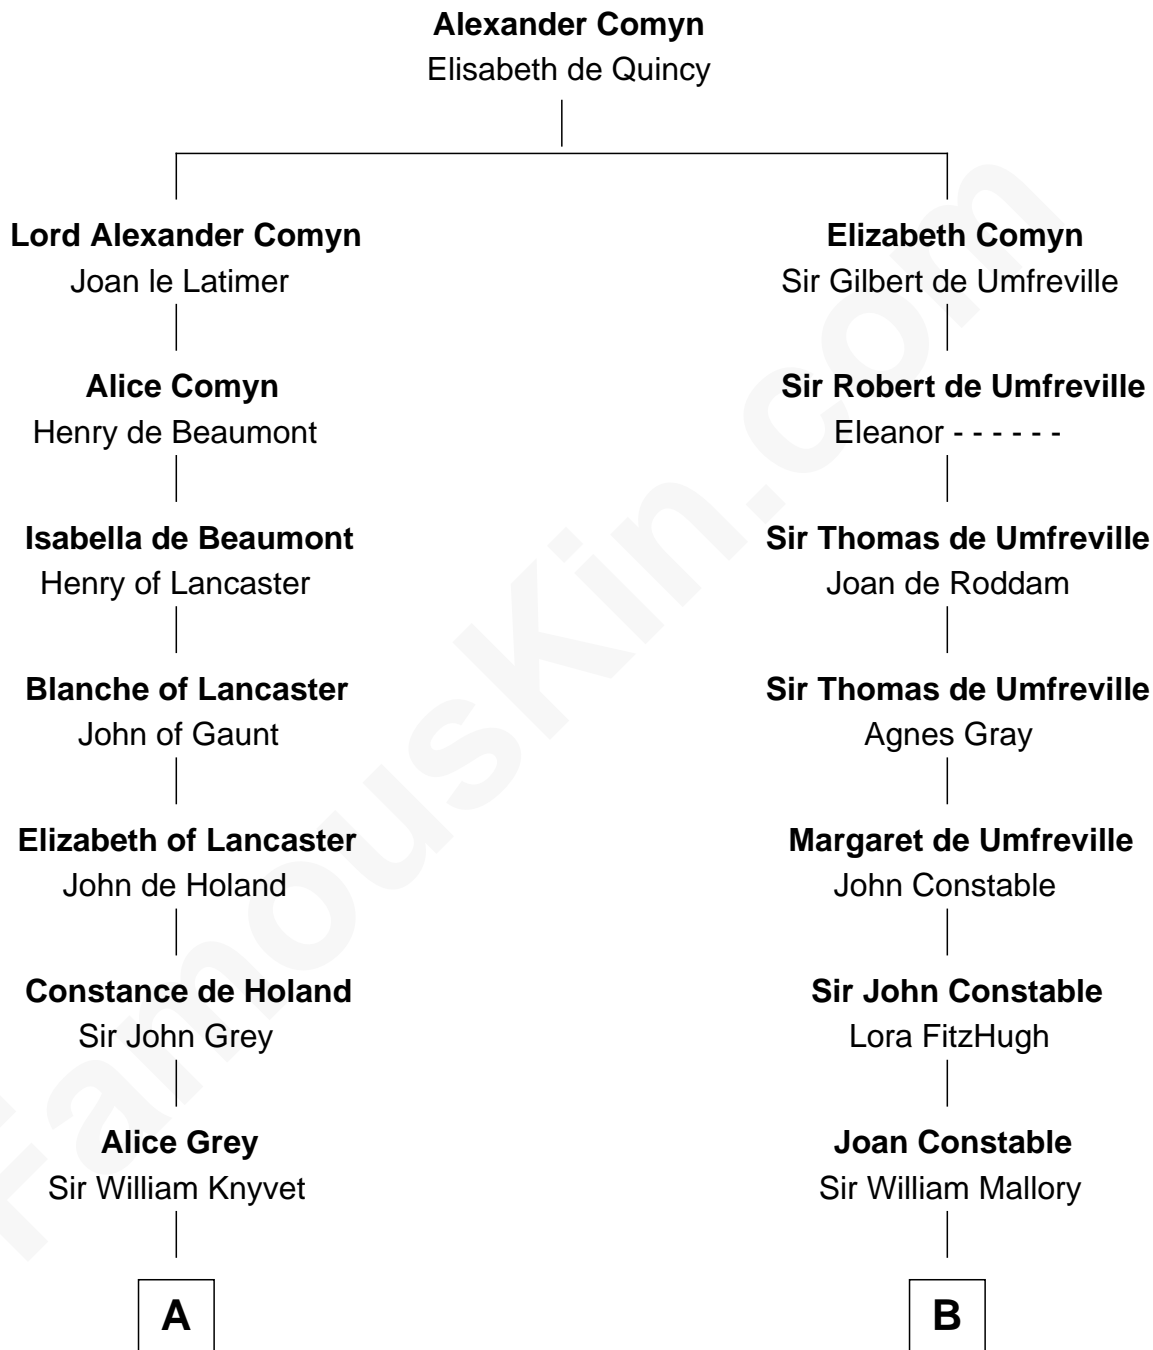 Alexander Comyn
Elisabeth de Quincy
Lord Alexander Comyn
Joan le Latimer
Alice Comyn
Henry de Beaumont
Isabella de Beaumont
Henry of Lancaster
Blanche of Lancaster
John of Gaunt
Elizabeth of Lancaster
John de Holand
Constance de Holand
Sir John Grey
Alice Grey
Sir William Knyvet
A
Elizabeth Comyn
Sir Gilbert de Umfreville
Sir Robert de Umfreville
Eleanor - - - - - -
Sir Thomas de Umfreville
Joan de Roddam
Sir Thomas de Umfreville
Agnes Gray
Margaret de Umfreville
John Constable
Sir John Constable
Lora FitzHugh
Joan Constable
Sir William Mallory
B
FamousKin.com